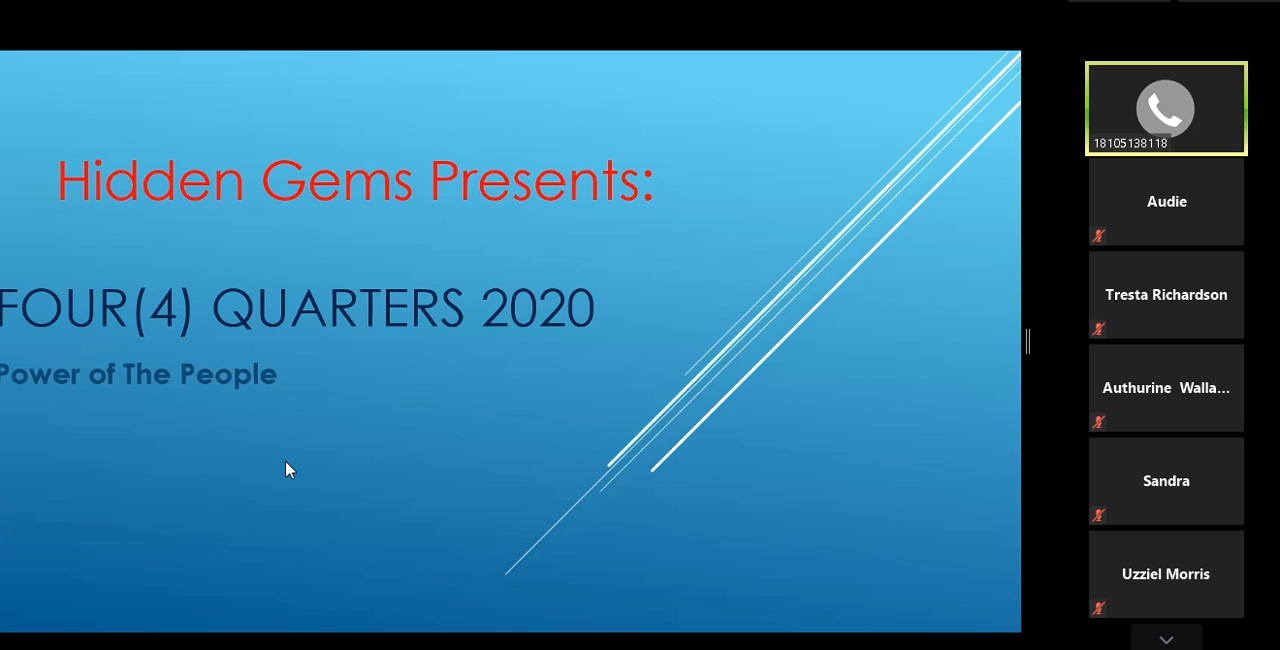 Hidden Gems Presents:
FOUR(4) QUARTERS 2020
Power of The People
18105138118
Audie
Tresta Richardson
Authurine Walla...
Sandra
Uzziel Morris